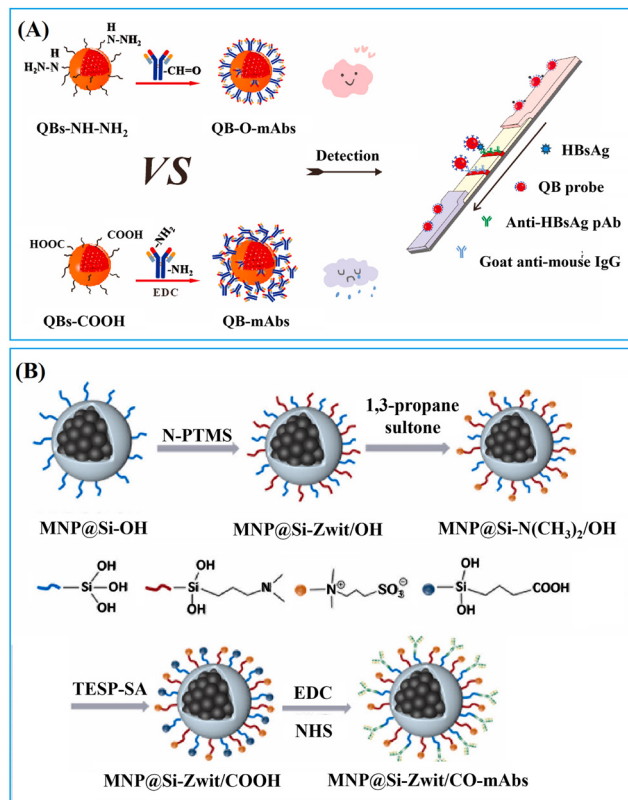 (A)
H
N-NH2
H2N-N
H
QBs-NH-NH2
-CH=O
QB-O-mAbs
VS
Detection
HBsAg
QB probe
Anti-HBsAg pAb
Goat anti-mouse IgG
HOOC
COOH
QBs-COOH
-NH2
-NH2
EDC
QB-mAbs
(B)
MNP@Si-OH
N-PTMS
MNP@Si-Zwit/OH
1,3-propane
sultone
MNP@Si-N(CH3)2/OH
OH
Si
OH
OH
OH
Si
OH
N
N+
SO3-
OH
Si
OH
COOH
TESP-SA
MNP@Si-Zwit/COOH
EDC
NHS
MNP@Si-Zwit/CO-mAbs